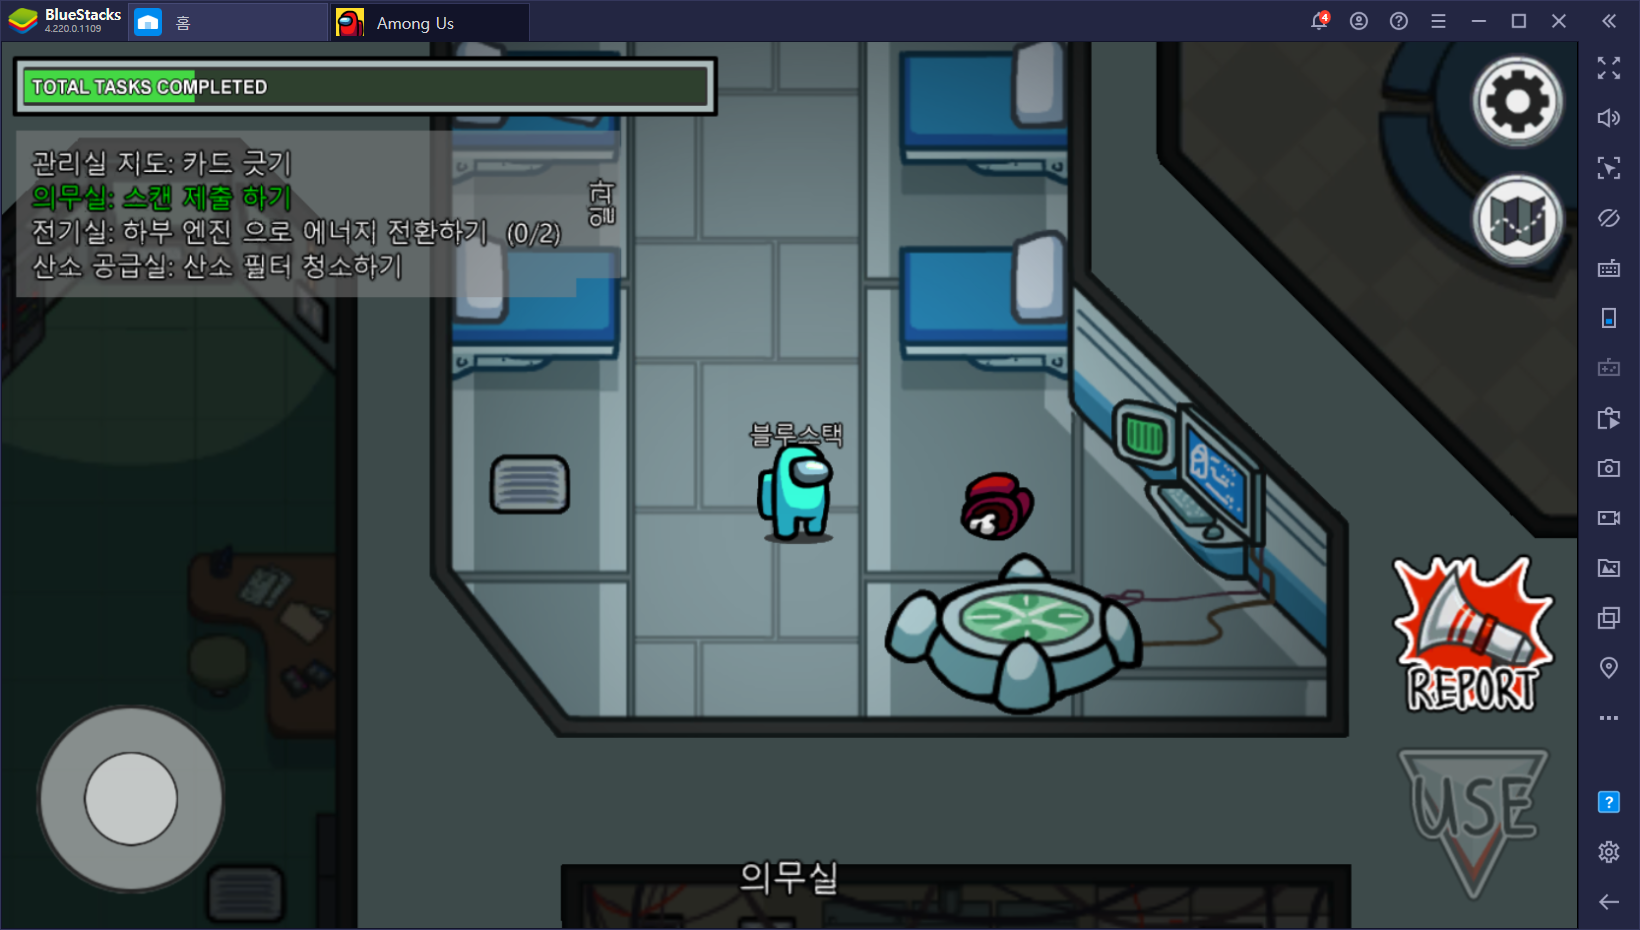 BlueStacks
4.220.0.1109
홈
Among Us
4
TOTAL TASKS COMPLETED
관리실 지도: 카드 긋기
의무실: 스캔 제출 하기
전기실: 하부 엔진 으로 에너지 전환하기 (0/2)
산소 공급실: 산소 필터 청소하기
과제
블루스택
REPORT
USE
의무실